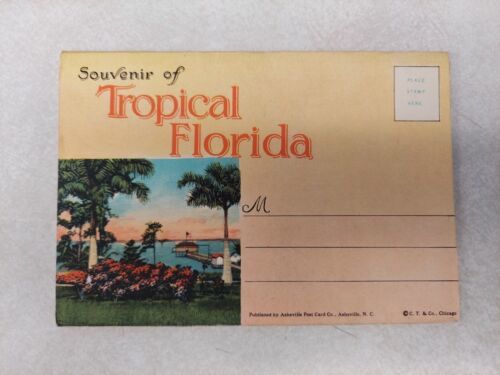 Souvenir of
Tropical
Florida
PLACE
STAMP
HERE
M
Published by Asheville Post Card Co., Asheville, N. C.
© C. T. & Co., Chicago